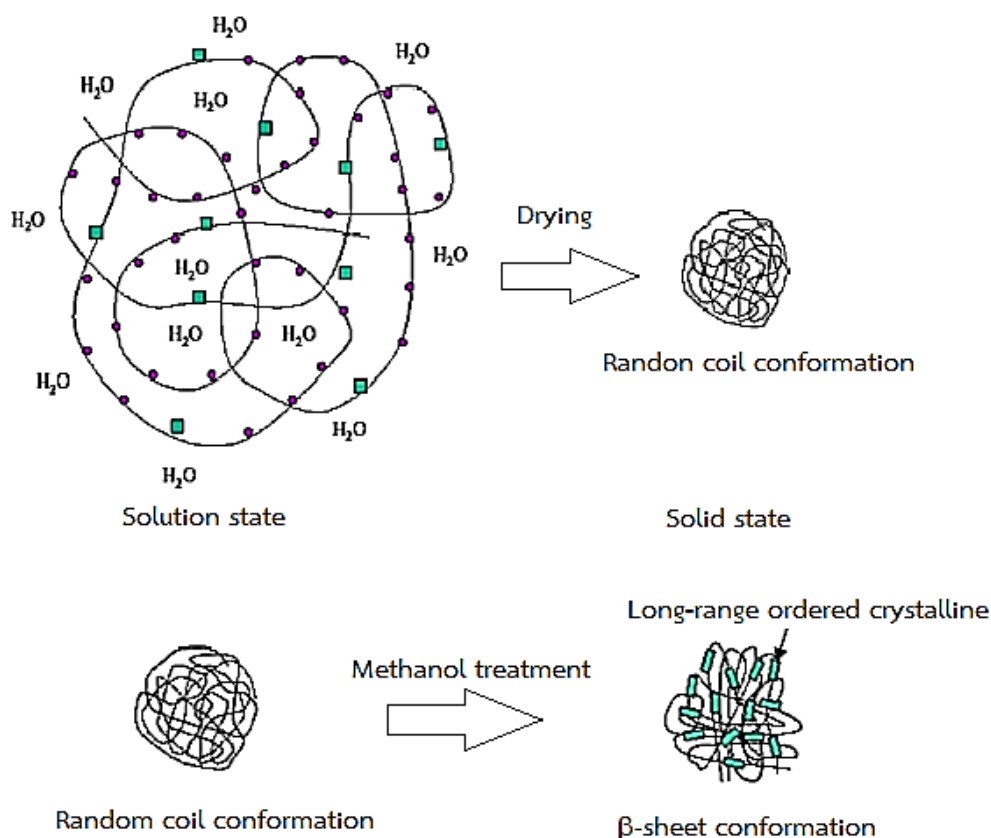 H₂O
H₂O
H₂O
H₂O
H₂O
Drying
H₂O
H₂O
H₂O
H₂O
H₂O
Randon coil conformation
H₂O
H₂O
Solution state
Solid state
Long-range ordered crystalline
Methanol treatment
Random coil conformation
β-sheet conformation